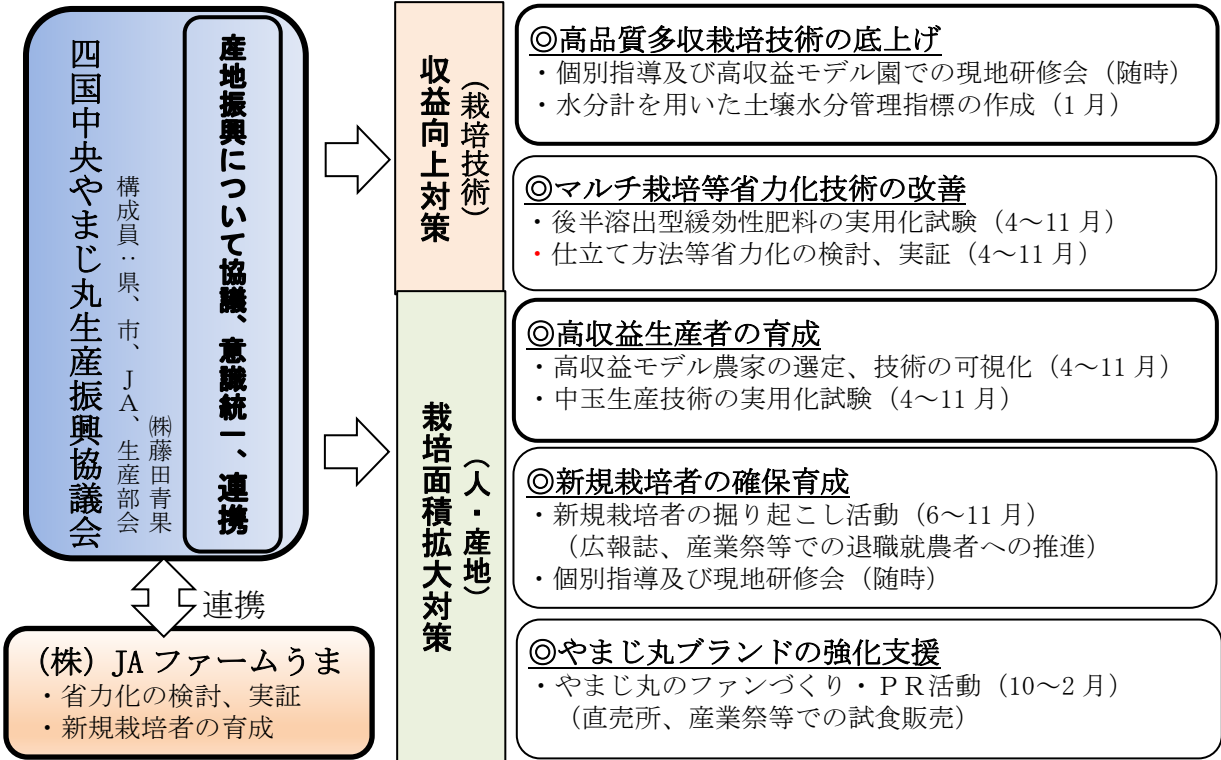 四国中央やまじ丸生産振興協議会
構成員：県、市、JA、生産部会
㈱藤田青果
産地振興について協議、意識統一、連携
連携
(株) JAファームうま
・省力化の検討、実証
・新規栽培者の育成
収益向上対策
（栽培技術）
◎高品質多収栽培技術の底上げ
・個別指導及び高収益モデル園での現地研修会（随時）
・水分計を用いた土壌水分管理指標の作成（1月）
◎マルチ栽培等省力化技術の改善
・後半溶出型緩効性肥料の実用化試験（4～11月）
・仕立て方法等省力化の検討、実証（4～11月）
栽培面積拡大対策
（人・産地）
◎高収益生産者の育成
・高収益モデル農家の選定、技術の可視化（4～11月）
・中玉生産技術の実用化試験（4～11月）
◎新規栽培者の確保育成
・新規栽培者の掘り起こし活動（6～11月）
（広報誌、産業祭等での退職就農者への推進）
・個別指導及び現地研修会（随時）
◎やまじ丸ブランドの強化支援
・やまじ丸のファンづくり・ＰＲ活動（10～2月）
（直売所、産業祭等での試食販売）